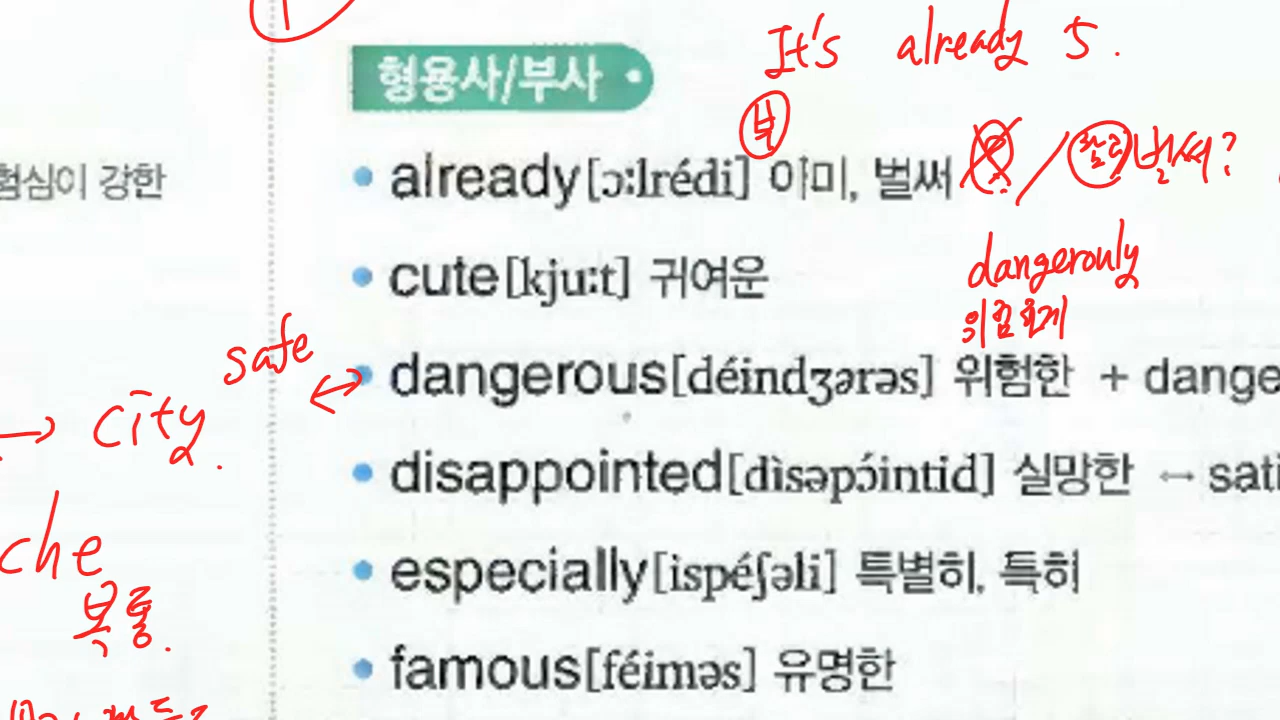 It's already 5.
형용사/부사
부
험심이 강한
already[ɔːlrédi] 이미, 벌써 / 놀람 벌써?
cute[kjuːt] 귀여운
dangerouly
위험하게
safe
dangerous[déindʒərəs] 위험한 + dange
city.
disappointed[dìsəpɔ́intid] 실망한 ↔ sati
che
especially[ispéʃəli] 특별히, 특히
복통.
famous[féiməs] 유명한